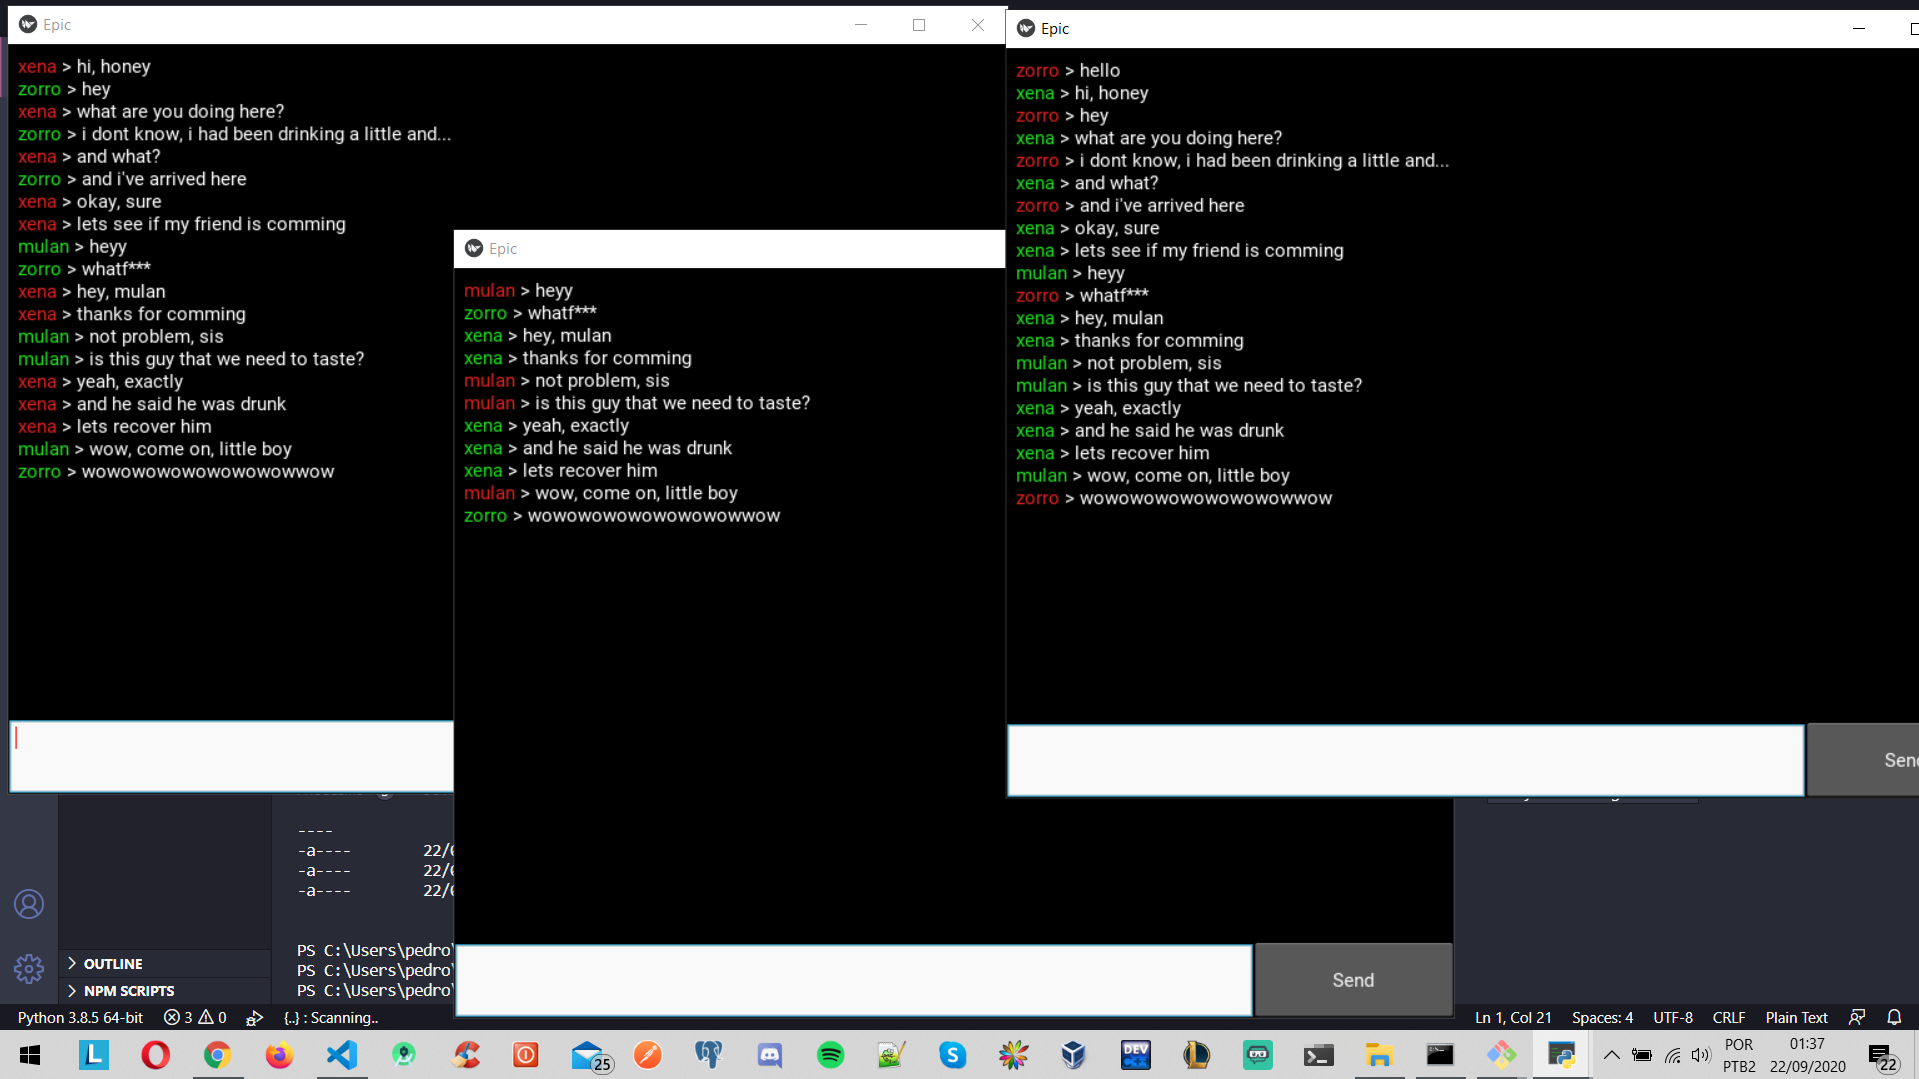 Epic
xena > hi, honey
zorro > hey
xena > what are you doing here?
zorro > i dont know, i had been drinking a little and...
xena > and what?
zorro > and i've arrived here
xena > okay, sure
xena > lets see if my friend is comming
mulan > heyy
zorro > whatf***
xena > hey, mulan
xena > thanks for comming
mulan > not problem, sis
mulan > is this guy that we need to taste?
xena > yeah, exactly
xena > and he said he was drunk
xena > lets recover him
mulan > wow, come on, little boy
zorro > wowowowowowowowowwow
Epic
mulan > heyy
zorro > whatf***
xena > hey, mulan
xena > thanks for comming
mulan > not problem, sis
mulan > is this guy that we need to taste?
xena > yeah, exactly
xena > and he said he was drunk
xena > lets recover him
mulan > wow, come on, little boy
zorro > wowowowowowowowowwow
Send
Epic
zorro > hello
xena > hi, honey
zorro > hey
xena > what are you doing here?
zorro > i dont know, i had been drinking a little and...
xena > and what?
zorro > and i've arrived here
xena > okay, sure
xena > lets see if my friend is comming
mulan > heyy
zorro > whatf***
xena > hey, mulan
xena > thanks for comming
mulan > not problem, sis
mulan > is this guy that we need to taste?
xena > yeah, exactly
xena > and he said he was drunk
xena > lets recover him
mulan > wow, come on, little boy
zorro > wowowowowowowowowwow
Sen
----
-a---- 22/
-a---- 22/
-a---- 22/
PS C:\Users\pedro
PS C:\Users\pedro
PS C:\Users\pedro
> OUTLINE
> NPM SCRIPTS
Python 3.8.5 64-bit 3 0 {..} : Scanning.. Ln 1, Col 21 Spaces: 4 UTF-8 CRLF Plain Text
L 25 S DEV C++ POR 01:37
PTB2 22/09/2020 22